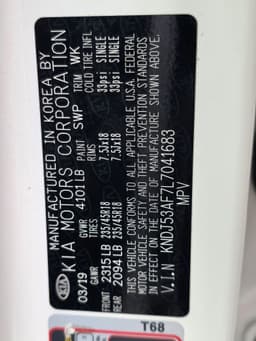 MANUFACTURED IN KOREA BY
KIA MOTORS CORPORATION
03/19 GVWR 4101LB PAINT SWP TRIM WK
GAWR TIRES RIMS COLD TIRE INFL
FRONT 2315LB 235/45R18 7.5Jx18 33psi SINGLE
REAR 2094LB 235/45R18 7.5Jx18 33psi SINGLE
THIS VEHICLE CONFORMS TO ALL APPLICABLE U.S.A. FEDERAL
MOTOR VEHICLE SAFETY AND THEFT PREVENTION STANDARDS
IN EFFECT ON THE DATE OF MANUFACTURE SHOWN ABOVE.
V.I.N KNDJ53AF7L7041683
MPV
T68